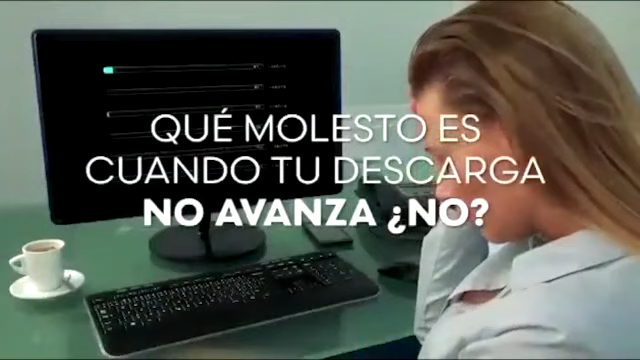 QUÉ MOLESTO ES
CUANDO TU DESCARGA
NO AVANZA ¿NO?